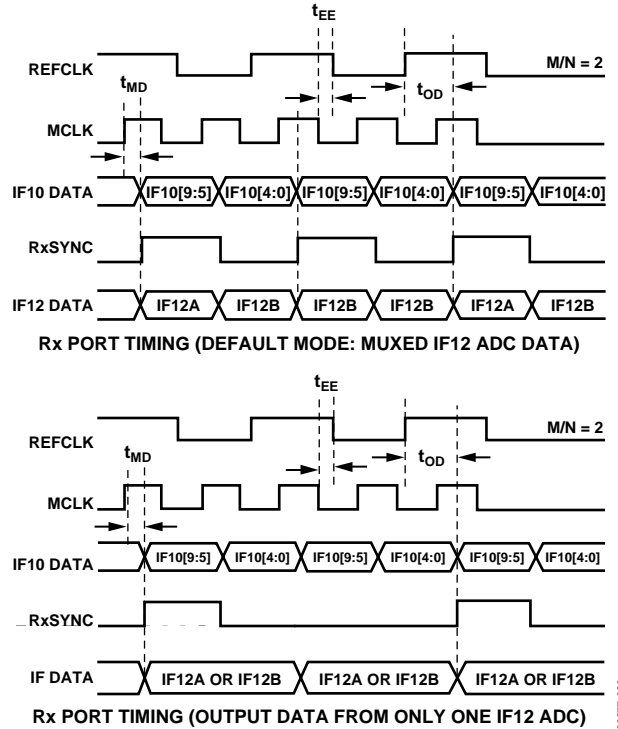 tEE
REFCLK
M/N = 2
tMD
tOD
MCLK
IF10 DATA IF10[9:5] IF10[4:0] IF10[9:5] IF10[4:0] IF10[9:5] IF10[4:0]
RxSYNC
IF12 DATA IF12A IF12B IF12B IF12B IF12A IF12B
Rx PORT TIMING (DEFAULT MODE: MUXED IF12 ADC DATA)
tEE
REFCLK
M/N = 2
tMD
tOD
MCLK
IF10 DATA IF10[9:5] IF10[4:0] IF10[9:5] IF10[4:0] IF10[9:5] IF10[4:0]
RxSYNC
IF DATA IF12A OR IF12B IF12A OR IF12B IF12A OR IF12B
Rx PORT TIMING (OUTPUT DATA FROM ONLY ONE IF12 ADC)